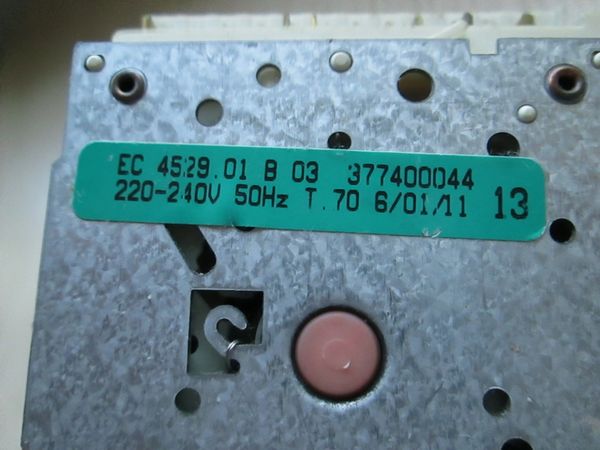 EC 4529.01 B 03 377400044
220-240V 50Hz T.70 6/01/11 13